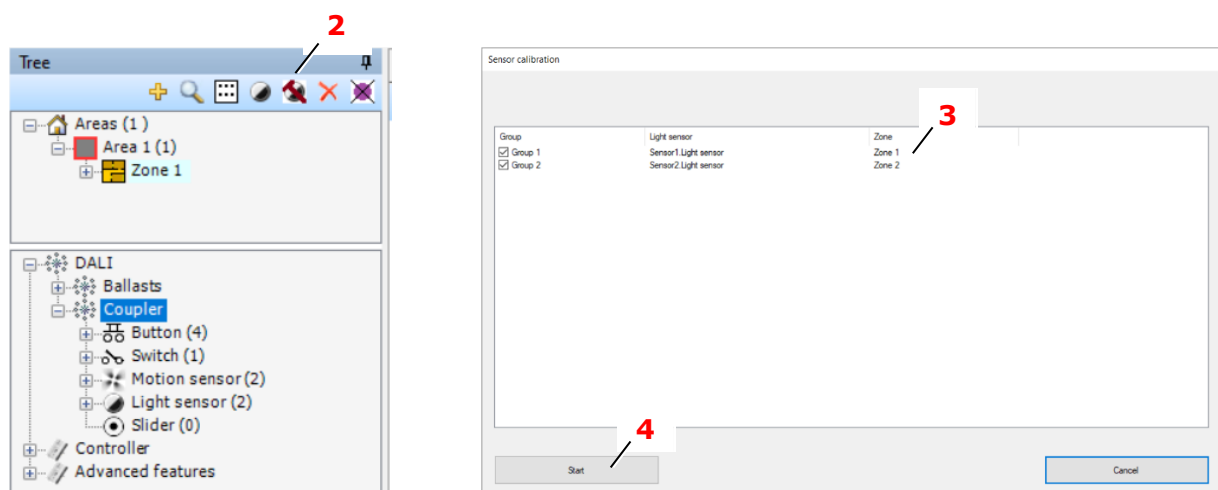 2
Tree
Areas (1 )
Area 1 (1)
Zone 1
DALI
Ballasts
Coupler
Button (4)
Switch (1)
Motion sensor (2)
Light sensor (2)
Slider (0)
Controller
Advanced features
Sensor calibration
3
Group Light sensor Zone
Group 1 Sensor1.Light sensor Zone 1
Group 2 Sensor2.Light sensor Zone 2
4
Start Cancel